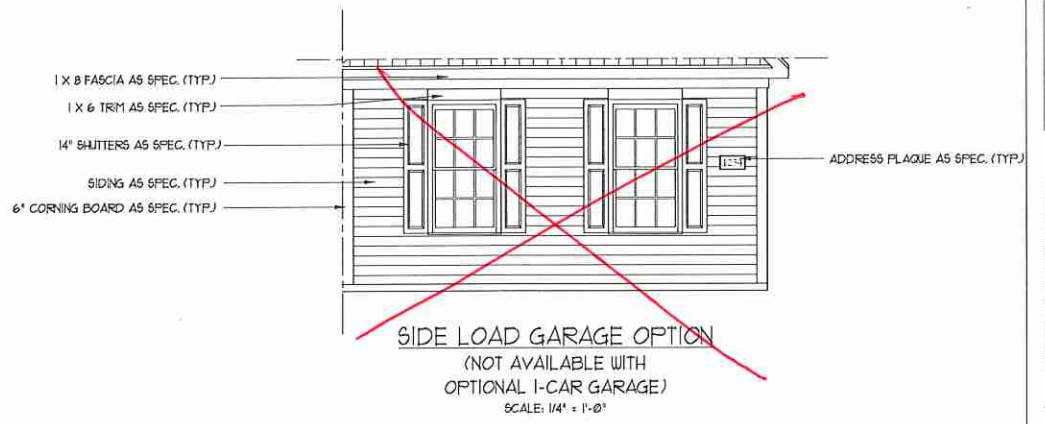 1 X 8 FASCIA AS SPEC. (TYP.)
1 X 6 TRIM AS SPEC. (TYP.)
14" SHUTTERS AS SPEC. (TYP.)
SIDING AS SPEC. (TYP.)
6" CORNING BOARD AS SPEC. (TYP.)
1234
ADDRESS PLAQUE AS SPEC. (TYP.)
SIDE LOAD GARAGE OPTION
(NOT AVAILABLE WITH
OPTIONAL 1-CAR GARAGE)
SCALE: 1/4" = 1'-0"